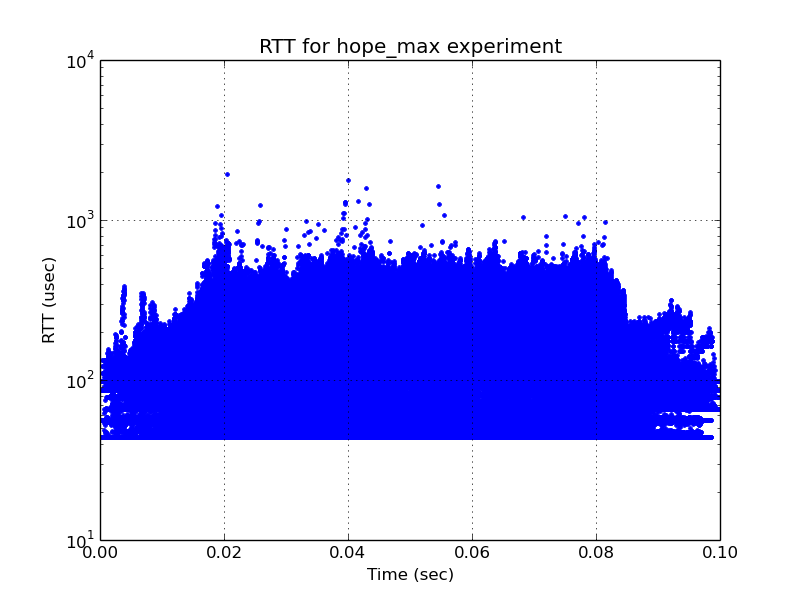 RTT for hope_max experiment
10^4
10^3
10^2
10^1
RTT (usec)
0.00 0.02 0.04 0.06 0.08 0.10
Time (sec)